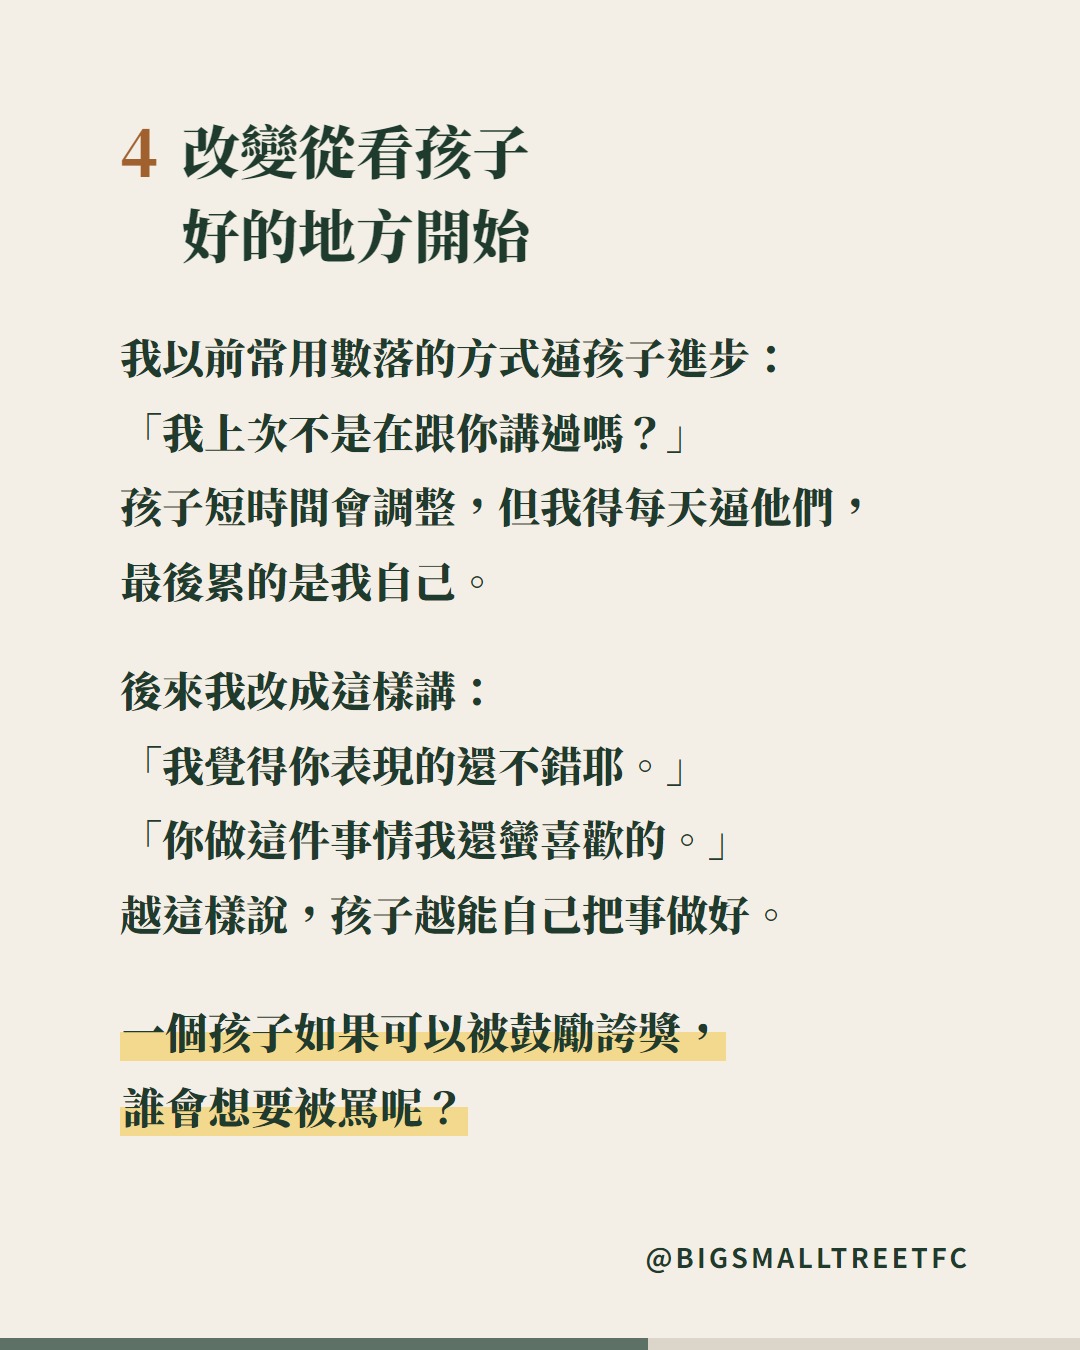 4 改變從看孩子
好的地方開始
我以前常用數落的方式逼孩子進步：
「我上次不是在跟你講過嗎？」
孩子短時間會調整，但我得每天逼他們，
最後累的是我自己。
後來我改成這樣講：
「我覺得你表現的還不錯耶。」
「你做這件事情我還蠻喜歡的。」
越這樣說，孩子越能自己把事做好。
一個孩子如果可以被鼓勵誇獎，
誰會想要被罵呢？
@BIGSMALLTREETFC